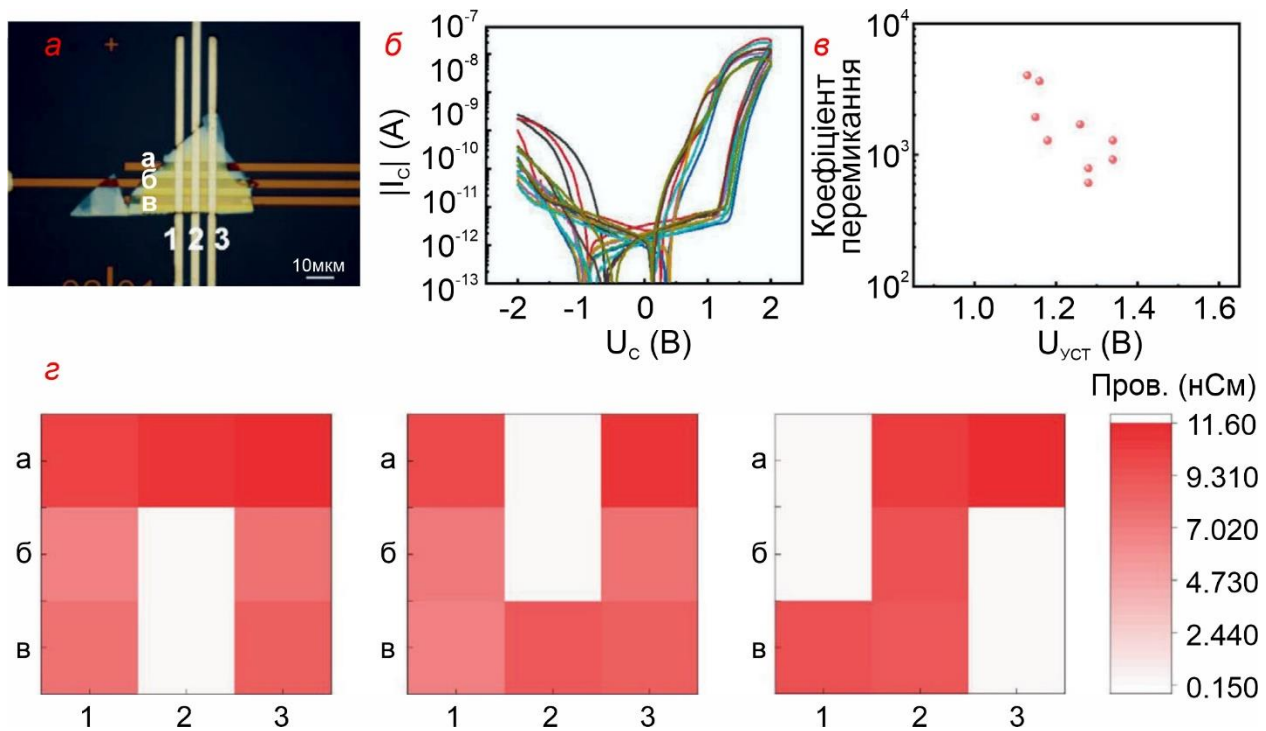 а
+
а
б
в
1 2 3
10мкм
б
|I_C| (А)
10^-7
10^-8
10^-9
10^-10
10^-11
10^-12
10^-13
-2 -1 0 1 2
U_C (В)
в
Коефіцієнт
перемикання
10^4
10^3
10^2
1.0 1.2 1.4 1.6
U_УСТ (В)
г
а
б
в
1 2 3
а
б
в
1 2 3
а
б
в
1 2 3
Пров. (нСм)
11.60
9.310
7.020
4.730
2.440
0.150